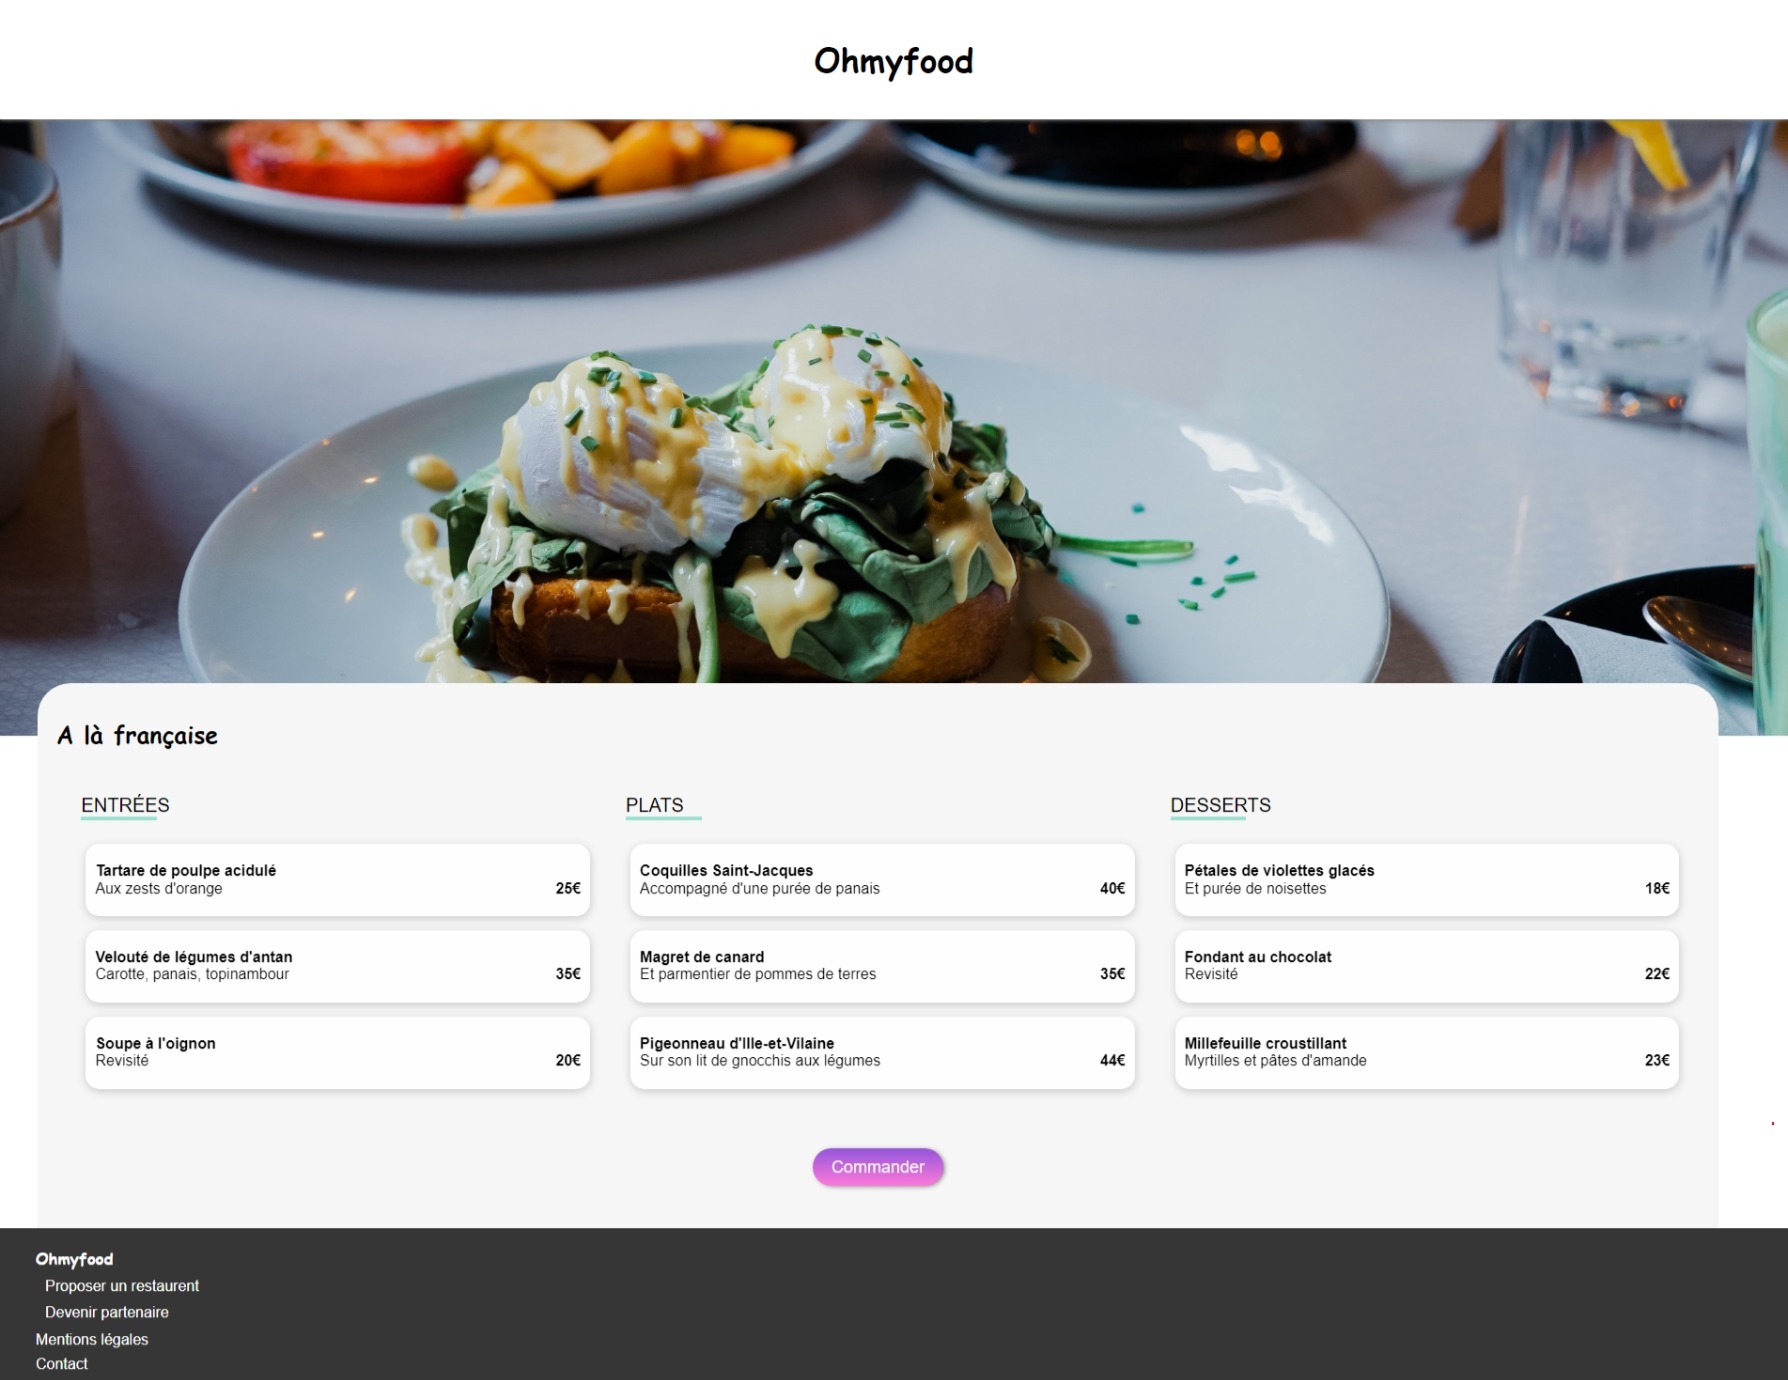 Ohmyfood
A là française
ENTRÉES
Tartare de poulpe acidulé
Aux zests d'orange 25€
Velouté de légumes d'antan
Carotte, panais, topinambour 35€
Soupe à l'oignon
Revisité 20€
PLATS
Coquilles Saint-Jacques
Accompagné d'une purée de panais 40€
Magret de canard
Et parmentier de pommes de terres 35€
Pigeonneau d'Ille-et-Vilaine
Sur son lit de gnocchis aux légumes 44€
DESSERTS
Pétales de violettes glacés
Et purée de noisettes 18€
Fondant au chocolat
Revisité 22€
Millefeuille croustillant
Myrtilles et pâtes d'amande 23€
Commander
Ohmyfood
Proposer un restaurent
Devenir partenaire
Mentions légales
Contact